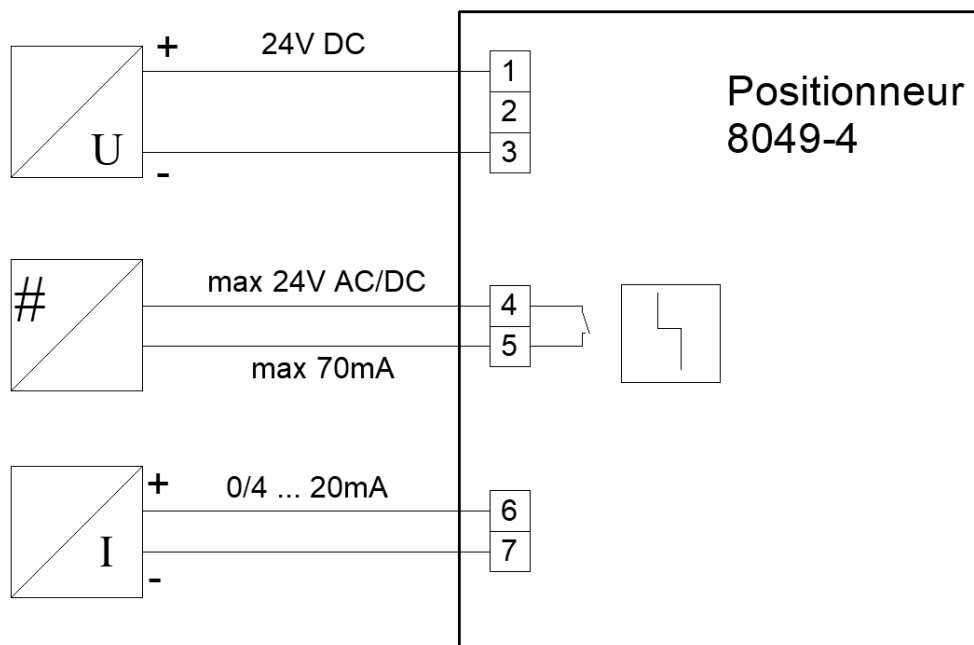 +
24V DC
1
Positionneur
2
8049-4
U
3
-
#
max 24V AC/DC
4
5
max 70mA
+
0/4 ... 20mA
6
I
7
-